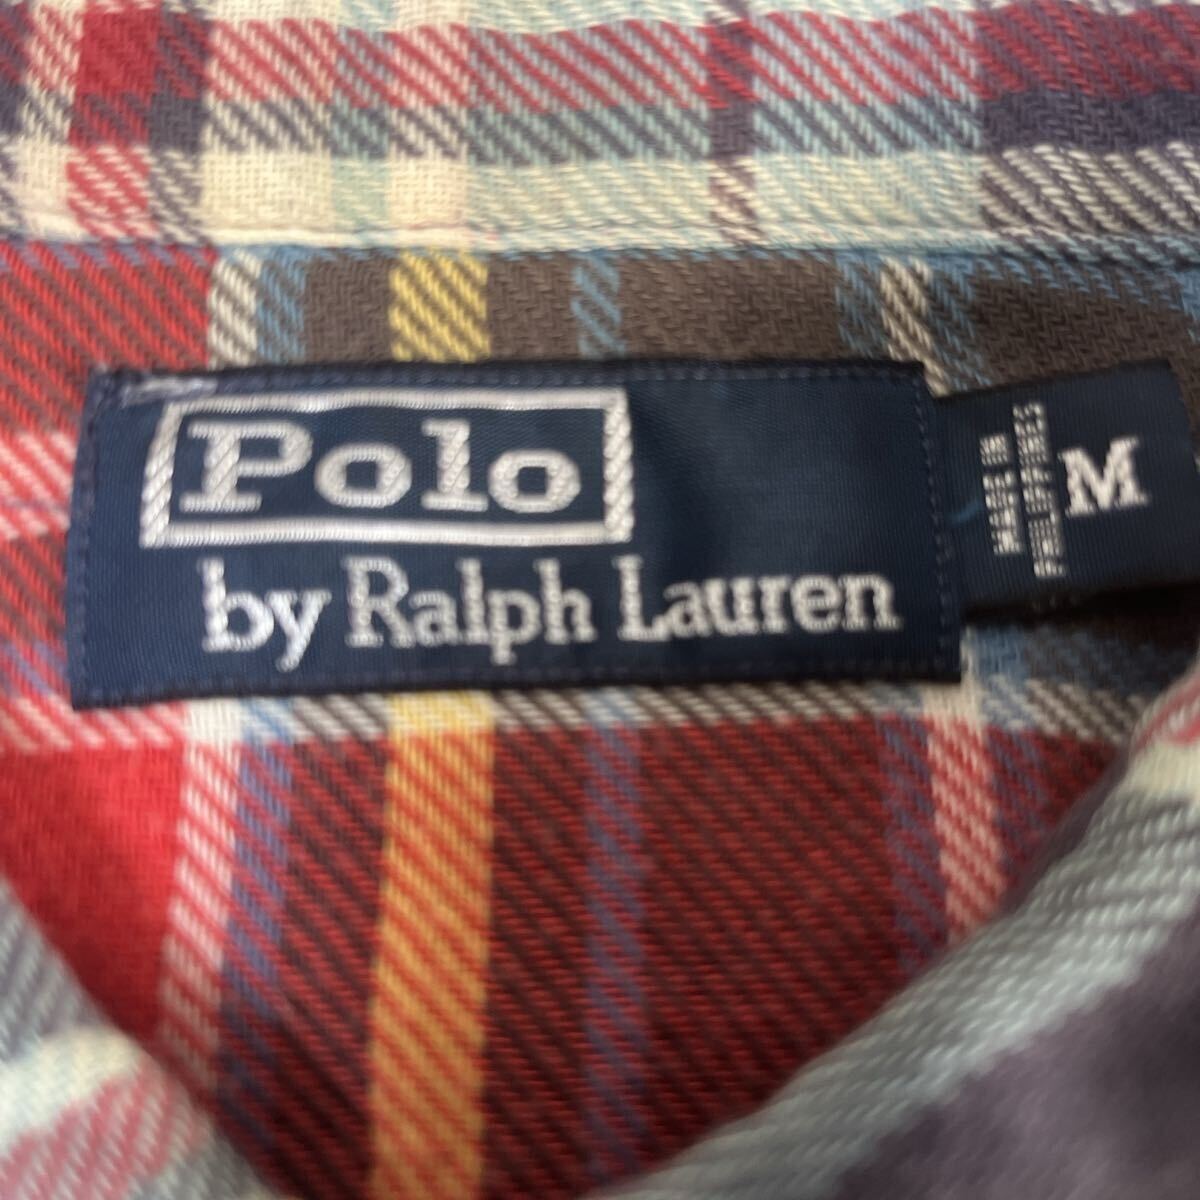 Polo
by Ralph Lauren
MADE IN
PHILIPPINES
M